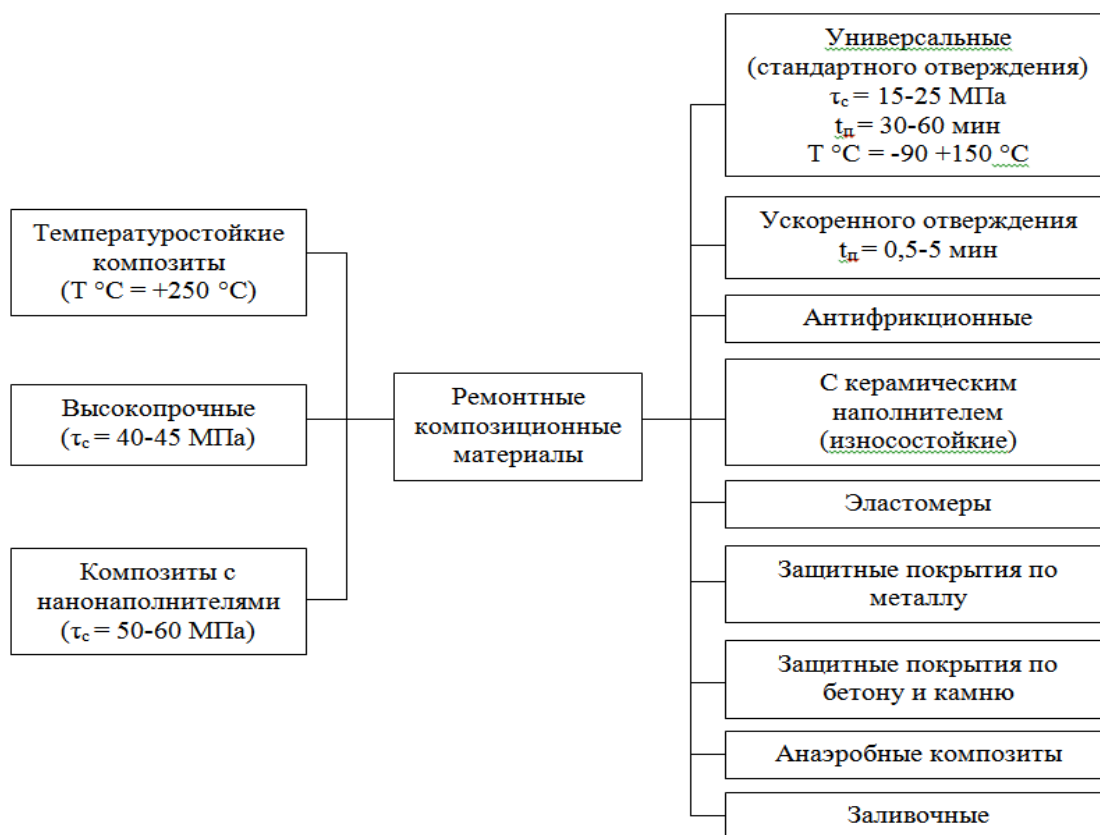 Температуростойкие
композиты
(T °C = +250 °C)
Высокопрочные
(τс = 40-45 МПа)
Композиты с
нанонаполнителями
(τс = 50-60 МПа)
Ремонтные
композиционные
материалы
Универсальные
(стандартного отверждения)
τс = 15-25 МПа
tп = 30-60 мин
T °C = -90 +150 °C
Ускоренного отверждения
tп = 0,5-5 мин
Антифрикционные
С керамическим
наполнителем
(износостойкие)
Эластомеры
Защитные покрытия по
металлу
Защитные покрытия по
бетону и камню
Анаэробные композиты
Заливочные